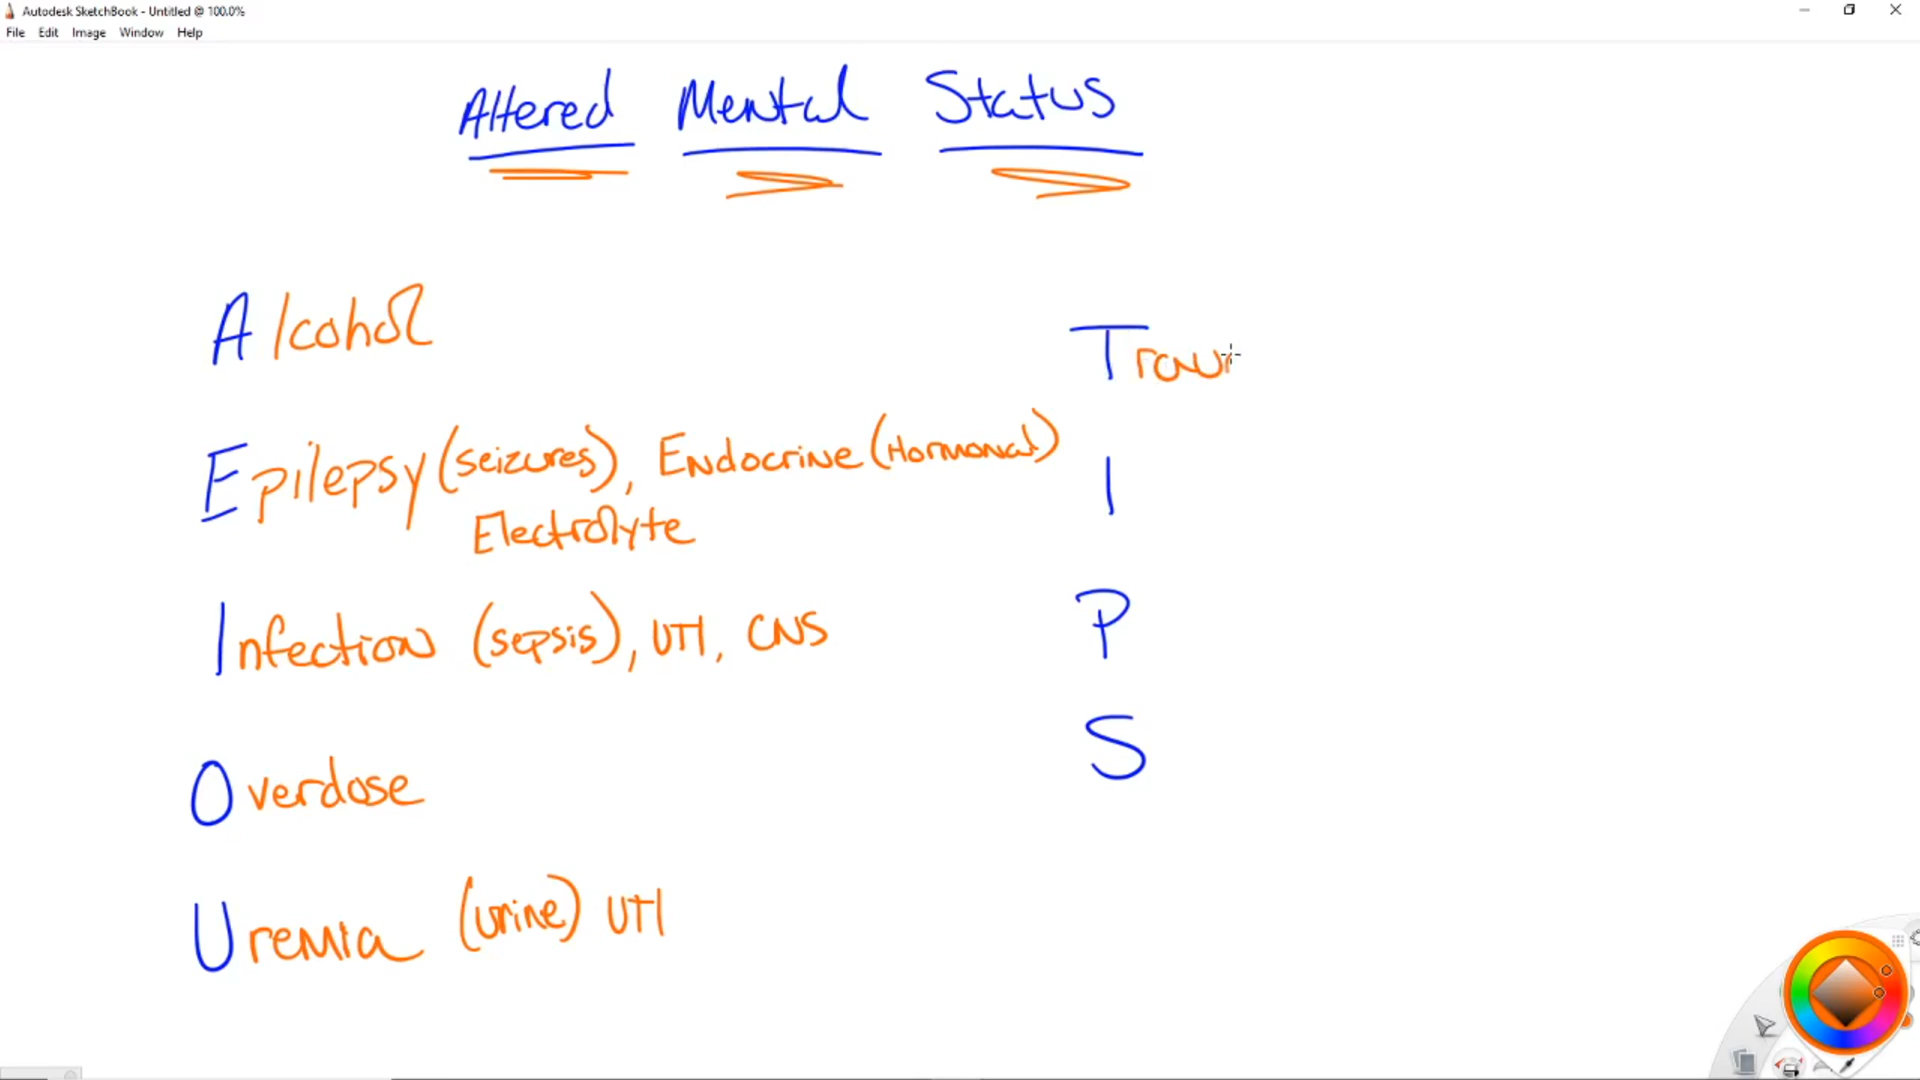 Autodesk SketchBook - Untitled @ 100.0%
File Edit Image Window Help
Altered Mental Status
Alcohol
Epilepsy (seizures), Endocrine (Hormonal)
Electrolyte
Infection (sepsis), UTI, CNS
Overdose
Uremia (urine) UTI
Trau
I
P
S